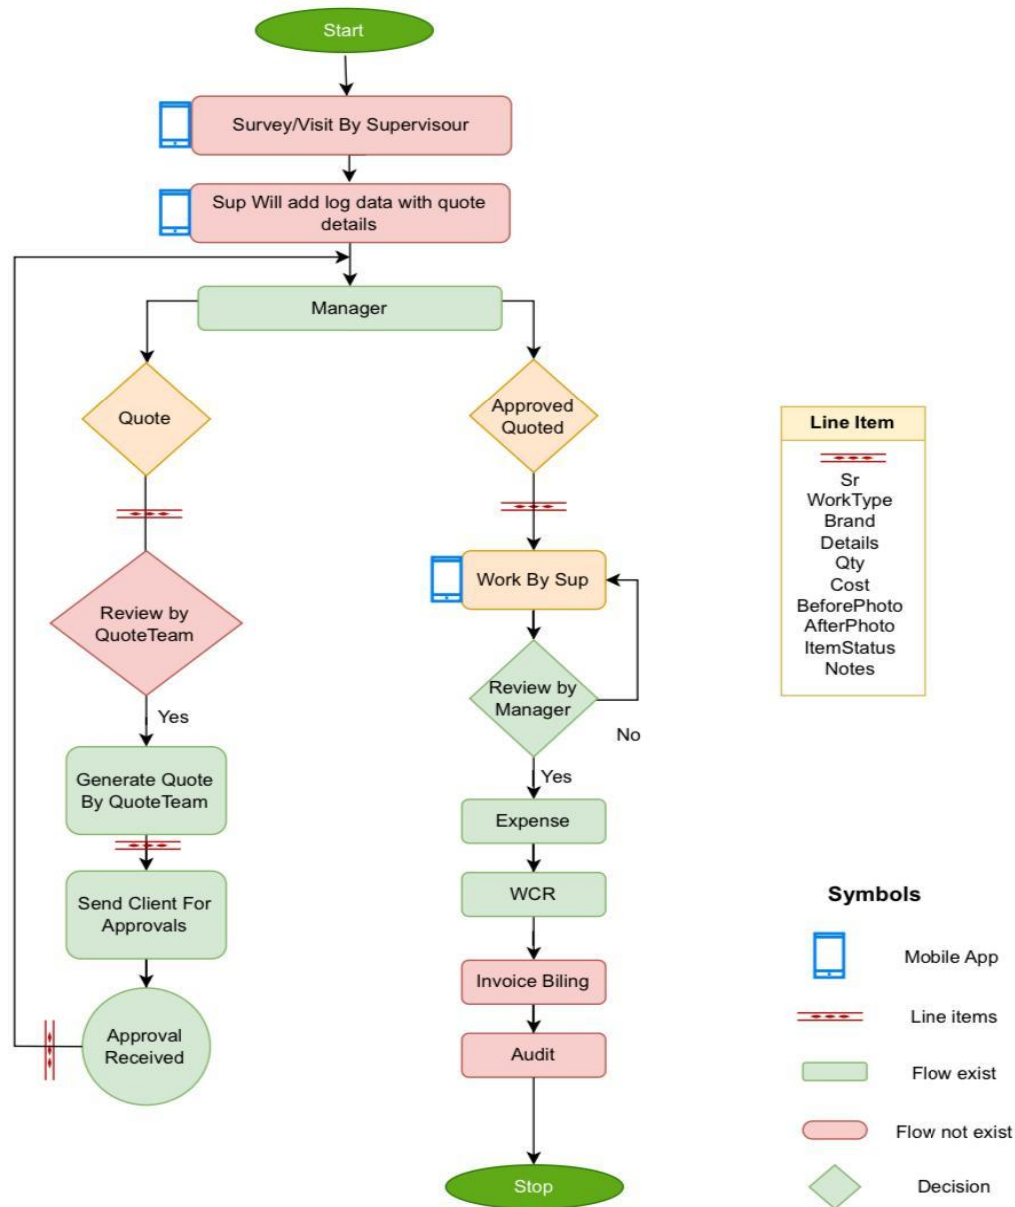 Start
Survey/Visit By Supervisour
Sup Will add log data with quote
details
Manager
Quote
Approved
Quoted
Line Item
Sr
WorkType
Brand
Details
Qty
Cost
BeforePhoto
AfterPhoto
ItemStatus
Notes
Work By Sup
Review by
QuoteTeam
Review by
Manager
No
Yes
Yes
Generate Quote
By QuoteTeam
Expense
Send Client For
Approvals
WCR
Invoice Biling
Approval
Received
Audit
Stop
Symbols
Mobile App
Line items
Flow exist
Flow not exist
Decision